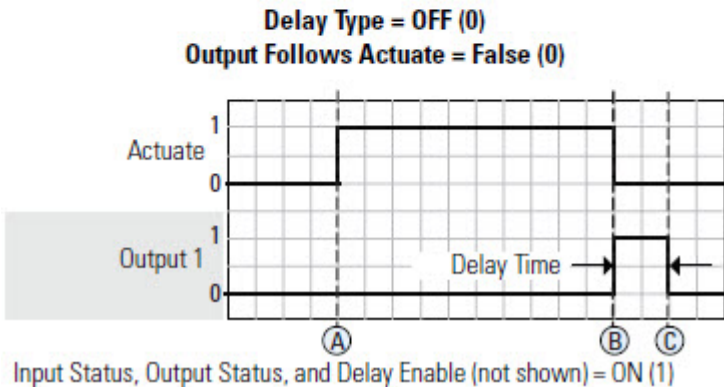 Delay Type = OFF (0)
Output Follows Actuate = False (0)
1
Actuate
0
1
Output 1
Delay Time
0
A B C
Input Status, Output Status, and Delay Enable (not shown) = ON (1)